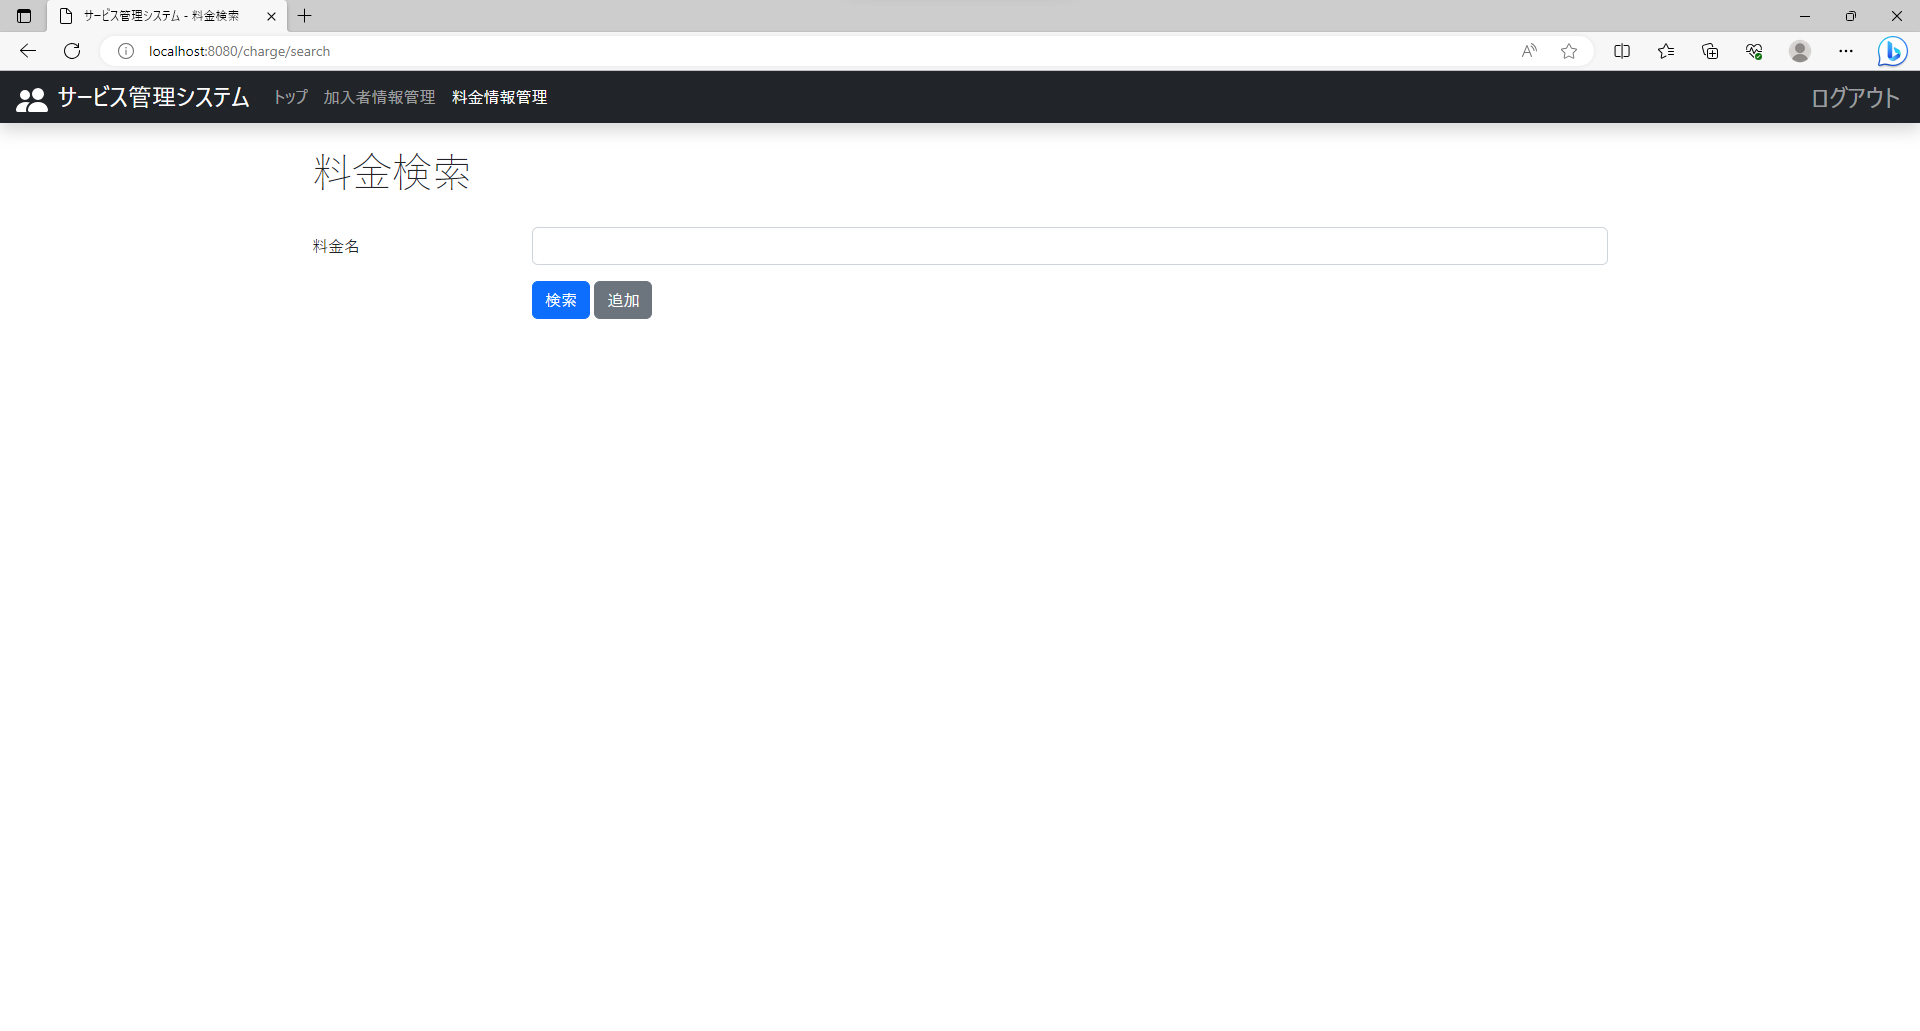 サービス管理システム - 料金検索
localhost:8080/charge/search
サービス管理システム トップ 加入者情報管理 料金情報管理 ログアウト
料金検索
料金名
検索 追加